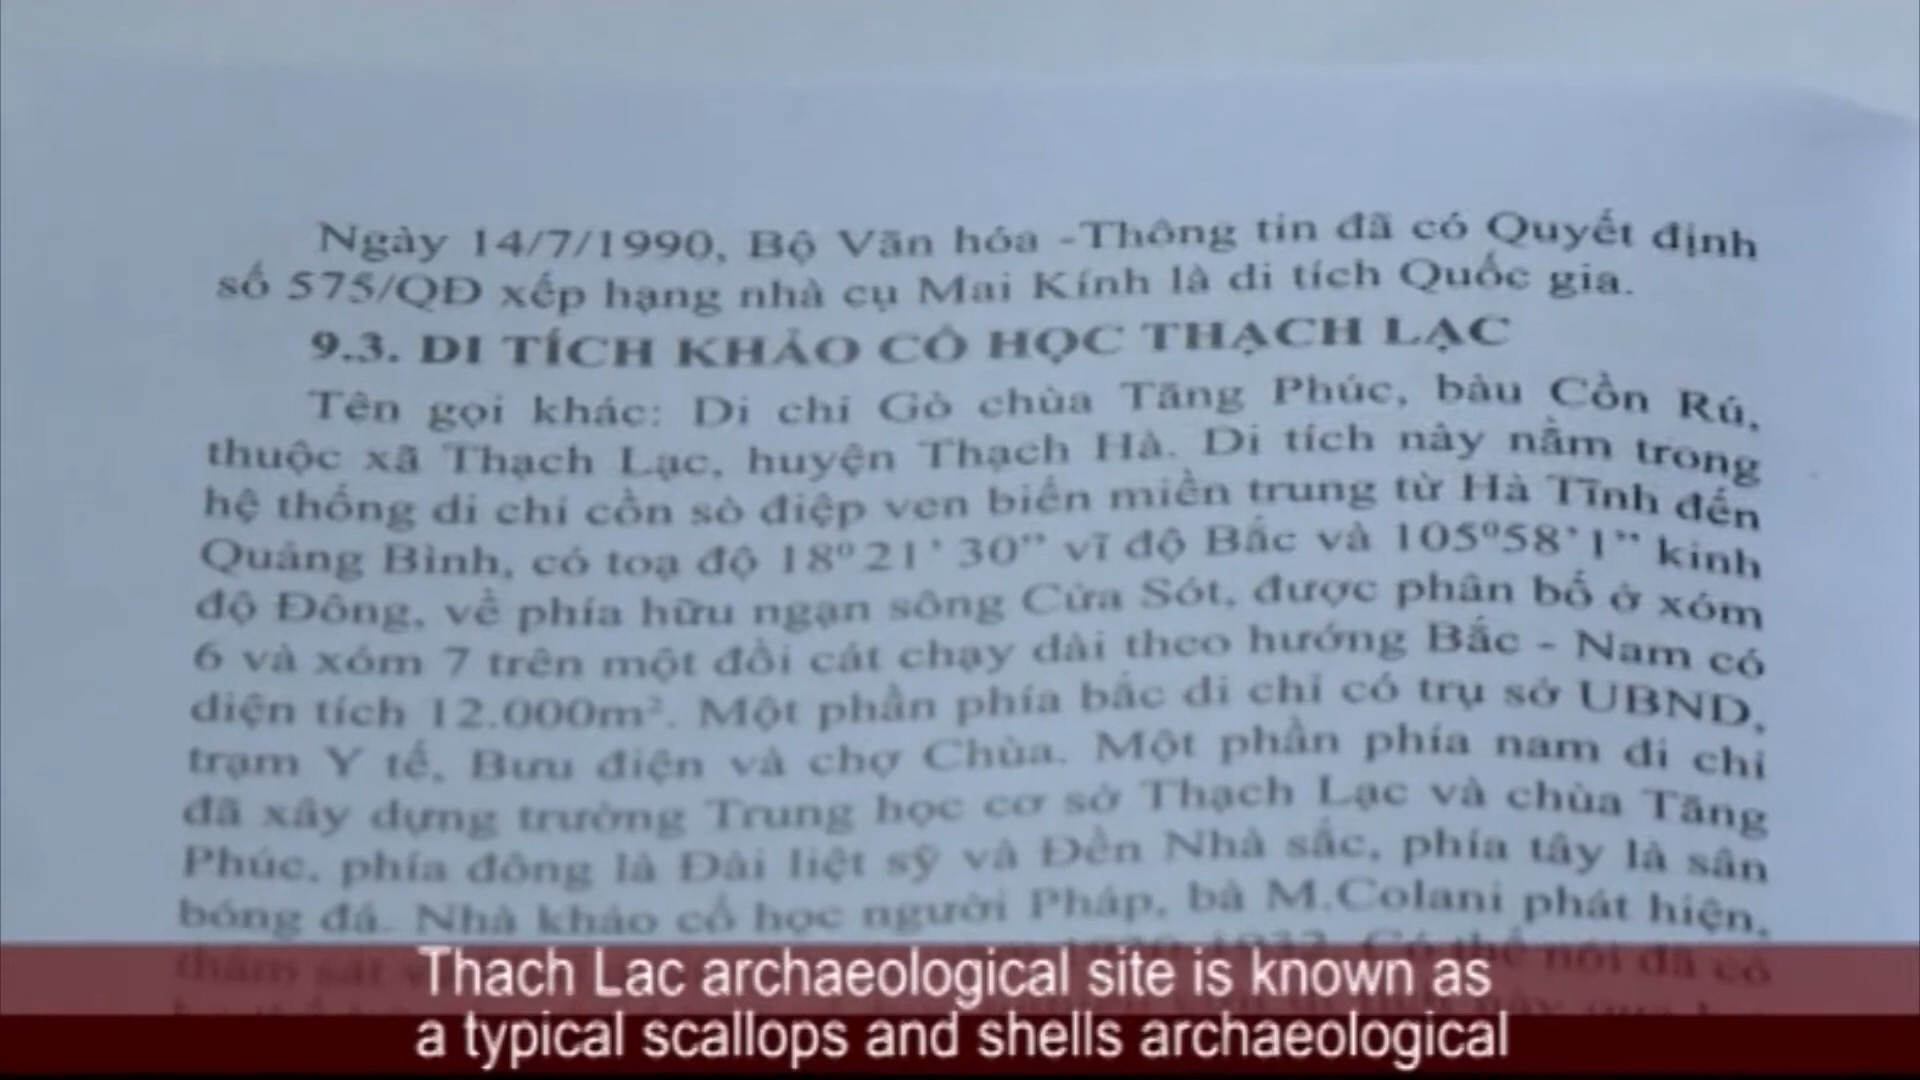 Ngày 14/7/1990, Bộ Văn hóa -Thông tin đã có Quyết định
số 575/QĐ xếp hạng nhà cụ Mai Kính là di tích Quốc gia.
9.3. DI TÍCH KHẢO CỔ HỌC THẠCH LẠC
Tên gọi khác: Di chỉ Gò chùa Tăng Phúc, bàu Cồn Rú,
thuộc xã Thạch Lạc, huyện Thạch Hà. Di tích này nằm trong
hệ thống di chỉ cồn sò điệp ven biển miền trung từ Hà Tĩnh đến
Quảng Bình, có toạ độ 18º21'30” vĩ độ Bắc và 105º58'1” kinh
độ Đông, về phía hữu ngạn sông Cửa Sót, được phân bố ở xóm
6 và xóm 7 trên một đồi cát chạy dài theo hướng Bắc - Nam có
diện tích 12.000m². Một phần phía bắc di chỉ có trụ sở UBND,
trạm Y tế, Bưu điện và chợ Chùa. Một phần phía nam di chỉ
đã xây dựng trường Trung học cơ sở Thạch Lạc và chùa Tăng
Phúc, phía đông là Đài liệt sỹ và Đền Nhà sắc, phía tây là sân
bóng đá. Nhà khảo cổ học người Pháp, bà M.Colani phát hiện,
thám sát Có thể nói đã có
Thach Lac archaeological site is known as
a typical scallops and shells archaeological